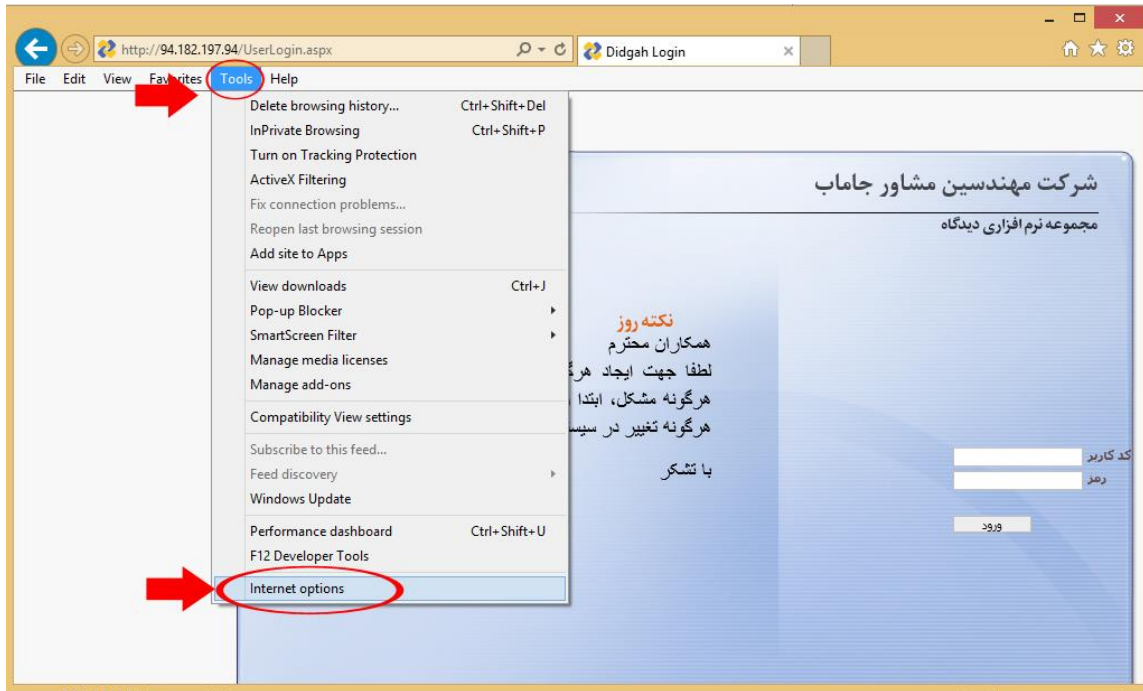 http://94.182.197.94/UserLogin.aspx
Didgah Login
File Edit View Favorites Tools Help
Delete browsing history... Ctrl+Shift+Del
InPrivate Browsing Ctrl+Shift+P
Turn on Tracking Protection
ActiveX Filtering
Fix connection problems...
Reopen last browsing session
Add site to Apps
View downloads Ctrl+J
Pop-up Blocker
SmartScreen Filter
Manage media licenses
Manage add-ons
Compatibility View settings
Subscribe to this feed...
Feed discovery
Windows Update
Performance dashboard Ctrl+Shift+U
F12 Developer Tools
Internet options
شرکت مهندسین مشاور جاماب
مجموعه نرم افزاری دیدگاه
نکته روز
همکاران محترم
لطفا جهت ایجاد
هرگونه مشکل، ابتدا
هرگونه تغییر در
با تشکر
کد کاربر
رمز
ورود